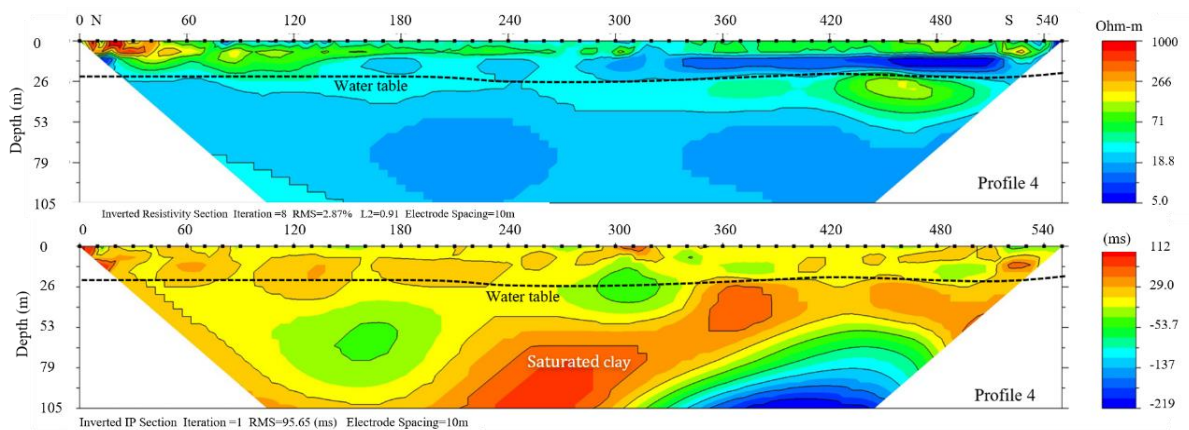 0 N 60 120 180 240 300 360 420 480 S 540
Ohm-m
0
26
53
79
105
Depth (m)
Water table
Profile 4
1000
266
71
18.8
5.0
Inverted Resistivity Section Iteration =8 RMS=2.87% L2=0.91 Electrode Spacing=10m
0 N 60 120 180 240 300 360 420 480 S 540
(ms)
0
26
53
79
105
Depth (m)
Water table
Saturated clay
Profile 4
112
29.0
-53.7
-137
-219
Inverted IP Section Iteration =1 RMS=95.65 (ms) Electrode Spacing=10m